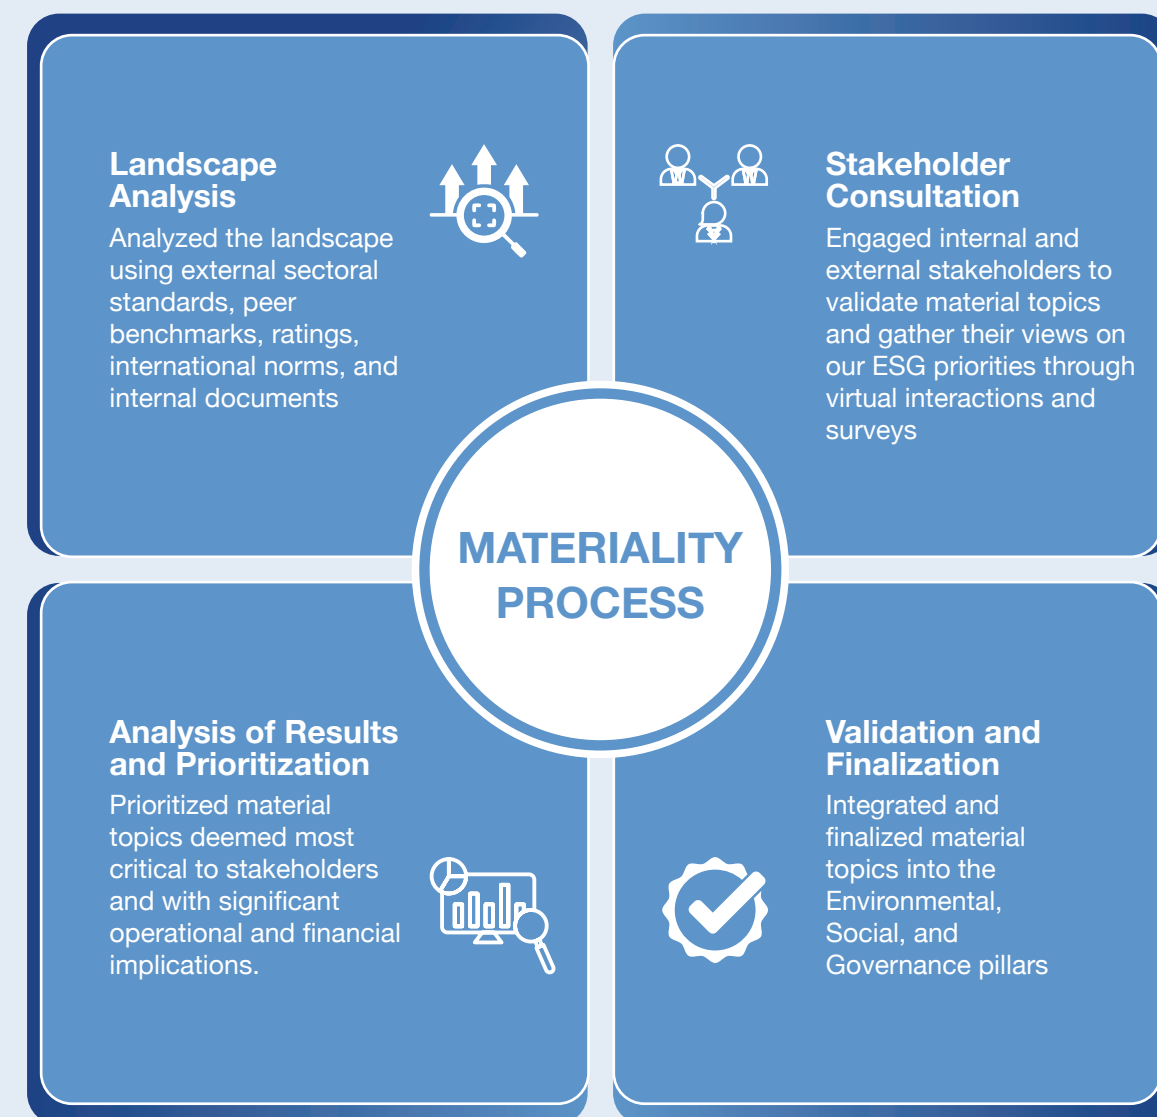 Landscape
Analysis
Analyzed the landscape
using external sectoral
standards, peer
benchmarks, ratings,
international norms, and
internal documents
Stakeholder
Consultation
Engaged internal and
external stakeholders to
validate material topics
and gather their views on
our ESG priorities through
virtual interactions and
surveys
MATERIALITY
PROCESS
Analysis of Results
and Prioritization
Prioritized material
topics deemed most
critical to stakeholders
and with significant
operational and financial
implications.
Validation and
Finalization
Integrated and
finalized material
topics into the
Environmental,
Social, and
Governance pillars